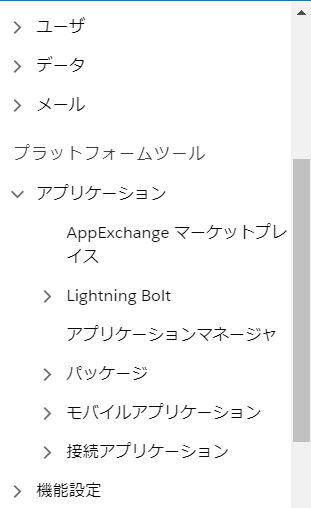 ユーザ
データ
メール
プラットフォームツール
アプリケーション
AppExchange マーケットプレ
イス
Lightning Bolt
アプリケーションマネージャ
パッケージ
モバイルアプリケーション
接続アプリケーション
機能設定